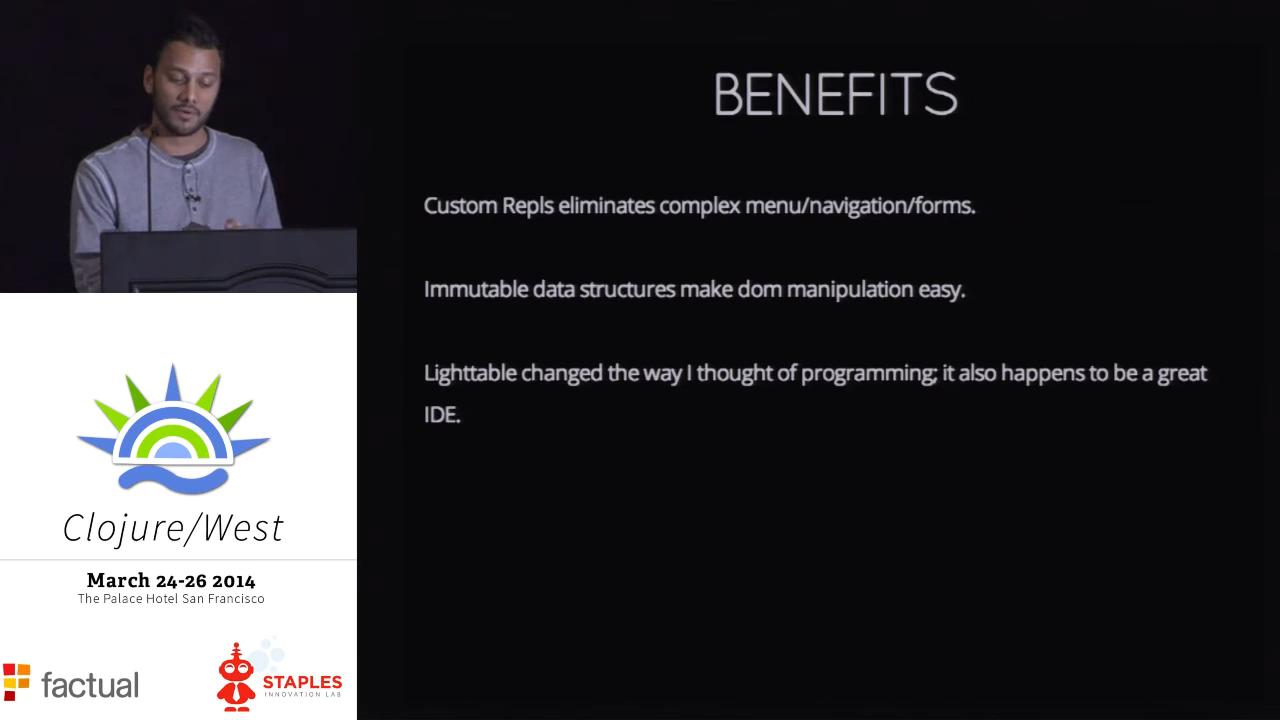 BENEFITS
Custom Repls eliminates complex menu/navigation/forms.
Immutable data structures make dom manipulation easy.
Lighttable changed the way I thought of programming; it also happens to be a great
IDE.
Clojure/West
March 24-26 2014
The Palace Hotel San Francisco
factual
STAPLES
INNOVATION LAB